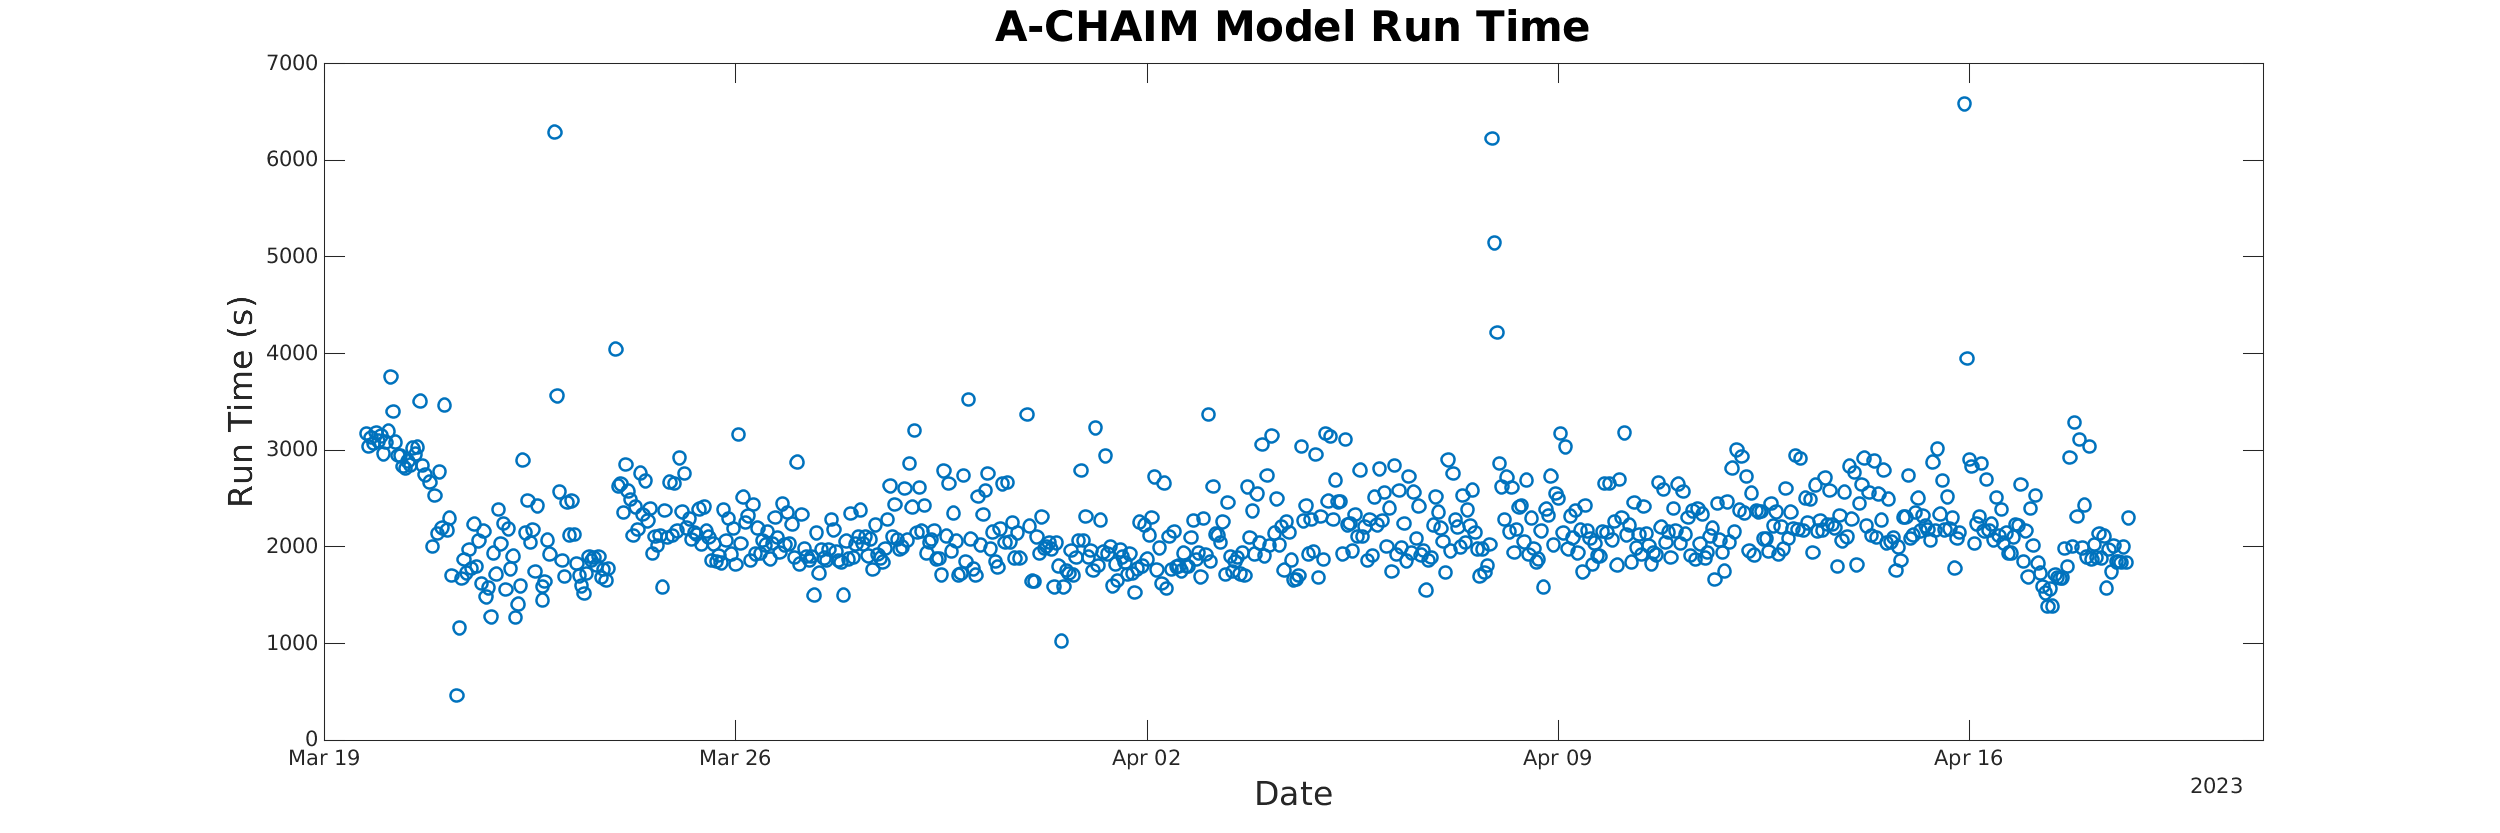 A-CHAIM Model Run Time
7000
6000
5000
4000
3000
2000
1000
0
Run Time (s)
Mar 19
Mar 26
Apr 02
Apr 09
Apr 16
2023
Date